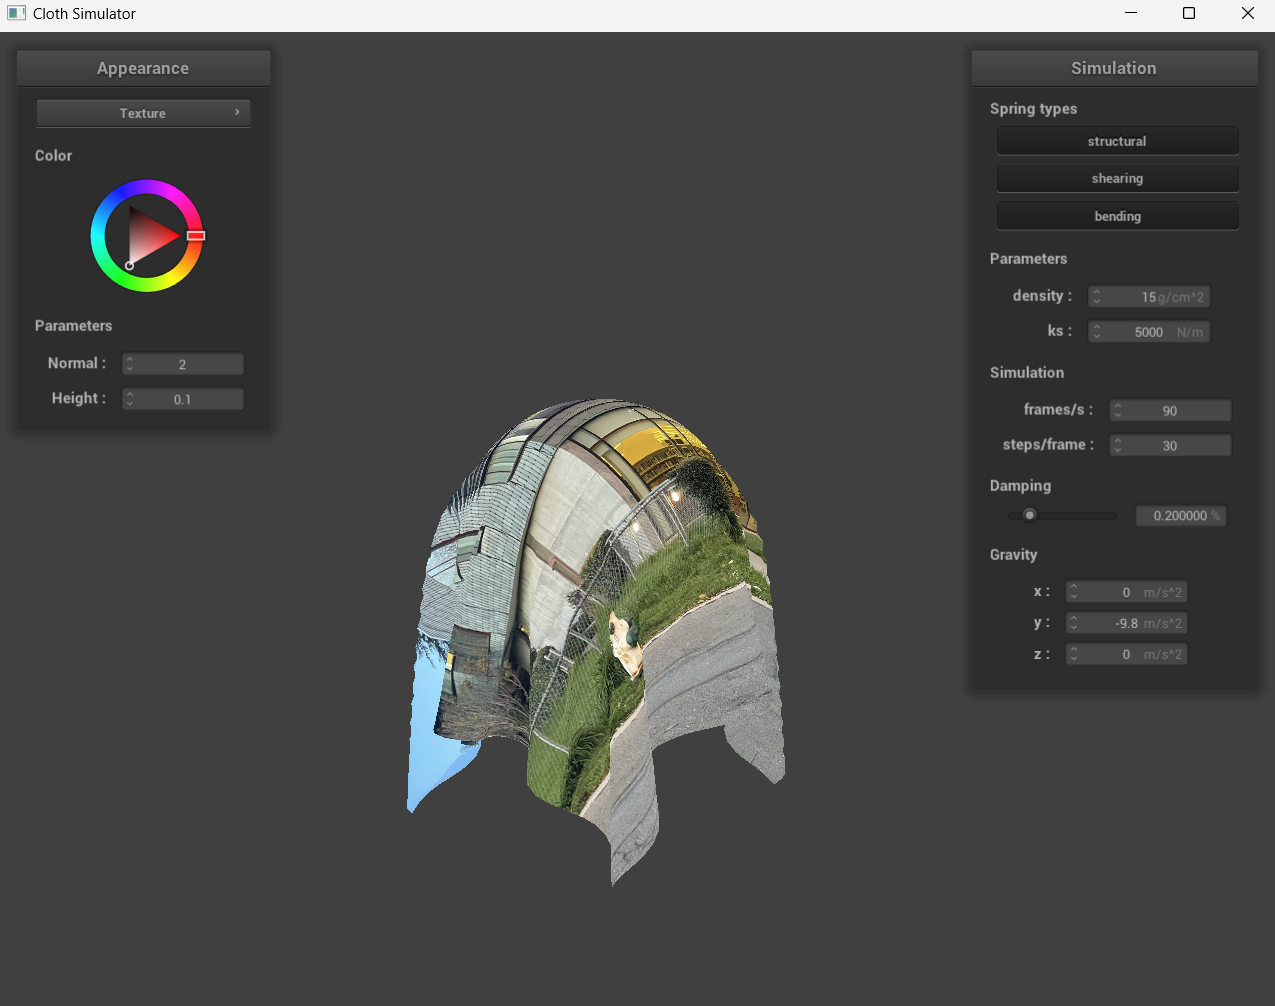 Cloth Simulator
Appearance
Texture
Color
Parameters
Normal : 2
Height : 0.1
Simulation
Spring types
structural
shearing
bending
Parameters
density : 15 g/cm^2
ks : 5000 N/m
Simulation
frames/s : 90
steps/frame : 30
Damping
0.200000 %
Gravity
x : 0 m/s^2
y : -9.8 m/s^2
z : 0 m/s^2